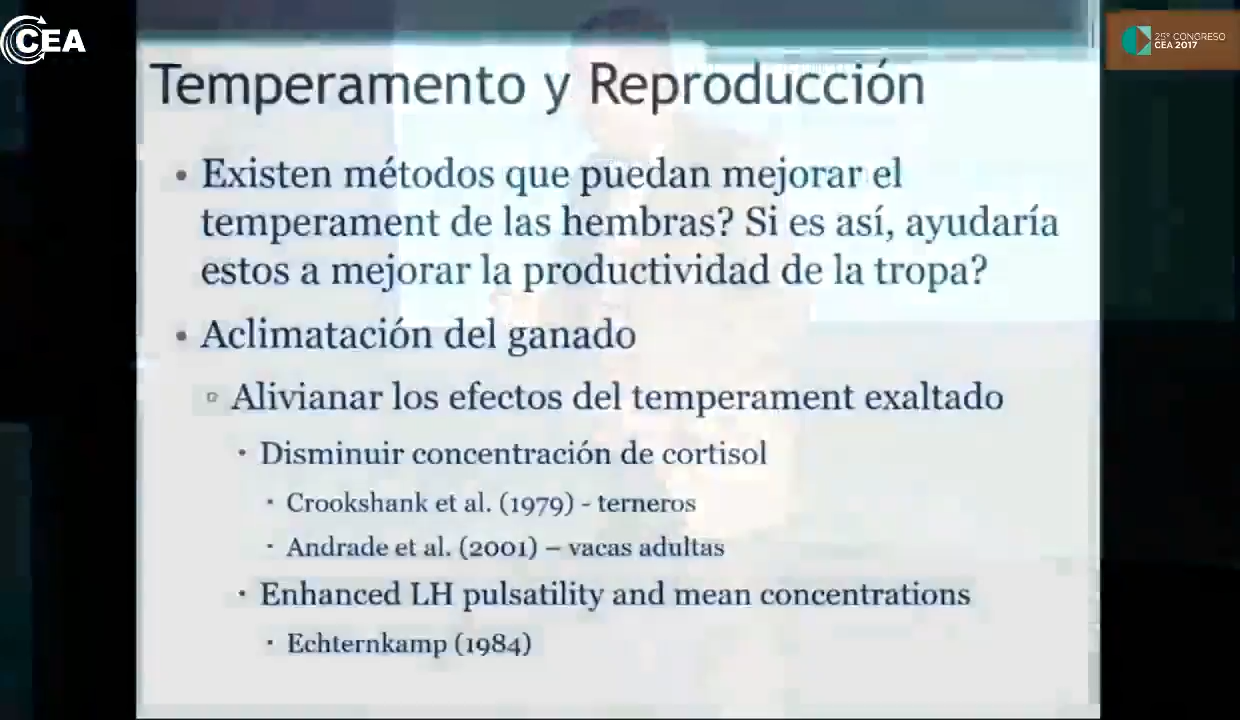 CEA
25º CONGRESO
CEA 2017
Temperamento y Reproducción
• Existen métodos que puedan mejorar el
temperament de las hembras? Si es así, ayudaría
estos a mejorar la productividad de la tropa?
• Aclimatación del ganado
▫ Alivianar los efectos del temperament exaltado
· Disminuir concentración de cortisol
· Crookshank et al. (1979) - terneros
· Andrade et al. (2001) – vacas adultas
· Enhanced LH pulsatility and mean concentrations
· Echternkamp (1984)